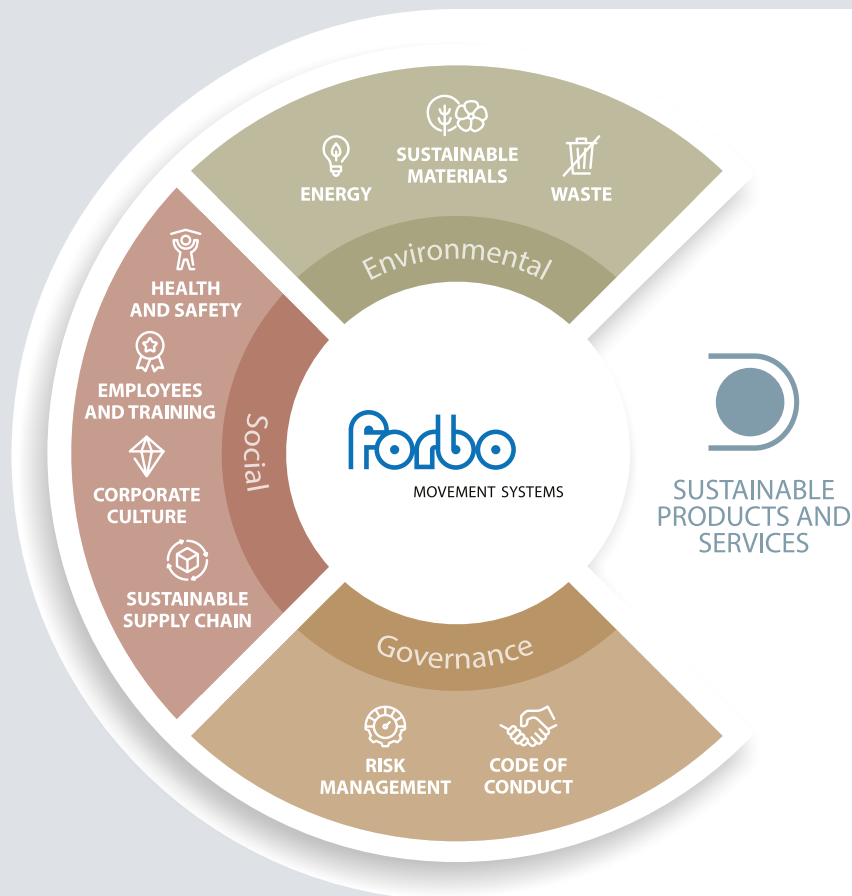 ENERGY
SUSTAINABLE
MATERIALS
WASTE
Environmental
HEALTH
AND SAFETY
EMPLOYEES
AND TRAINING
CORPORATE
CULTURE
SUSTAINABLE
SUPPLY CHAIN
Social
forbo
MOVEMENT SYSTEMS
SUSTAINABLE
PRODUCTS AND
SERVICES
Governance
RISK
MANAGEMENT
CODE OF
CONDUCT